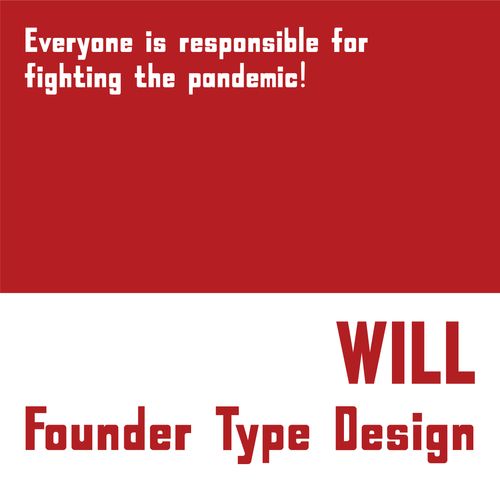 Everyone is responsible for
fighting the pandemic!
WILL
Founder Type Design